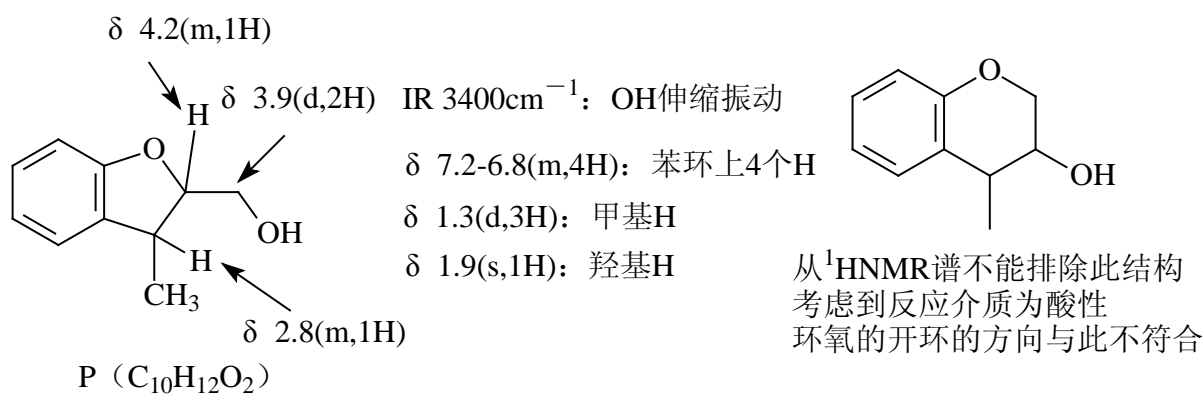 δ 4.2(m,1H)
δ 3.9(d,2H)
IR 3400cm⁻¹：OH伸缩振动
H
O
O
δ 7.2-6.8(m,4H)：苯环上4个H
OH
OH
δ 1.3(d,3H)：甲基H
H
δ 1.9(s,1H)：羟基H
CH₃
从¹HNMR谱不能排除此结构
考虑到反应介质为酸性
环氧的开环的方向与此不符合
δ 2.8(m,1H)
P（C₁₀H₁₂O₂）